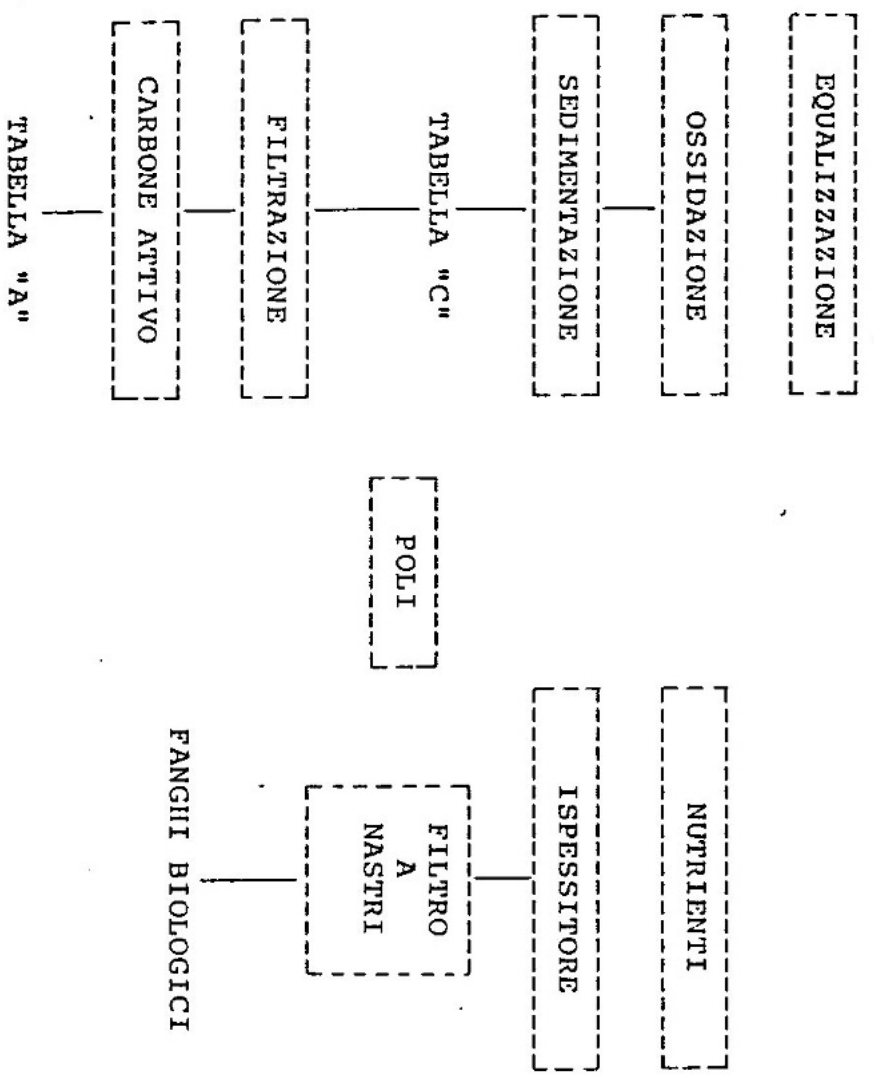 EQUALIZZAZIONE
OSSIDAZIONE
NUTRIENTI
SEDIMENTAZIONE
ISPESSITORE
TABELLA "C"
POLI
FILTRO
A
NASTRI
FILTRAZIONE
CARBONE ATTIVO
FANGHI BIOLOGICI
TABELLA "A"